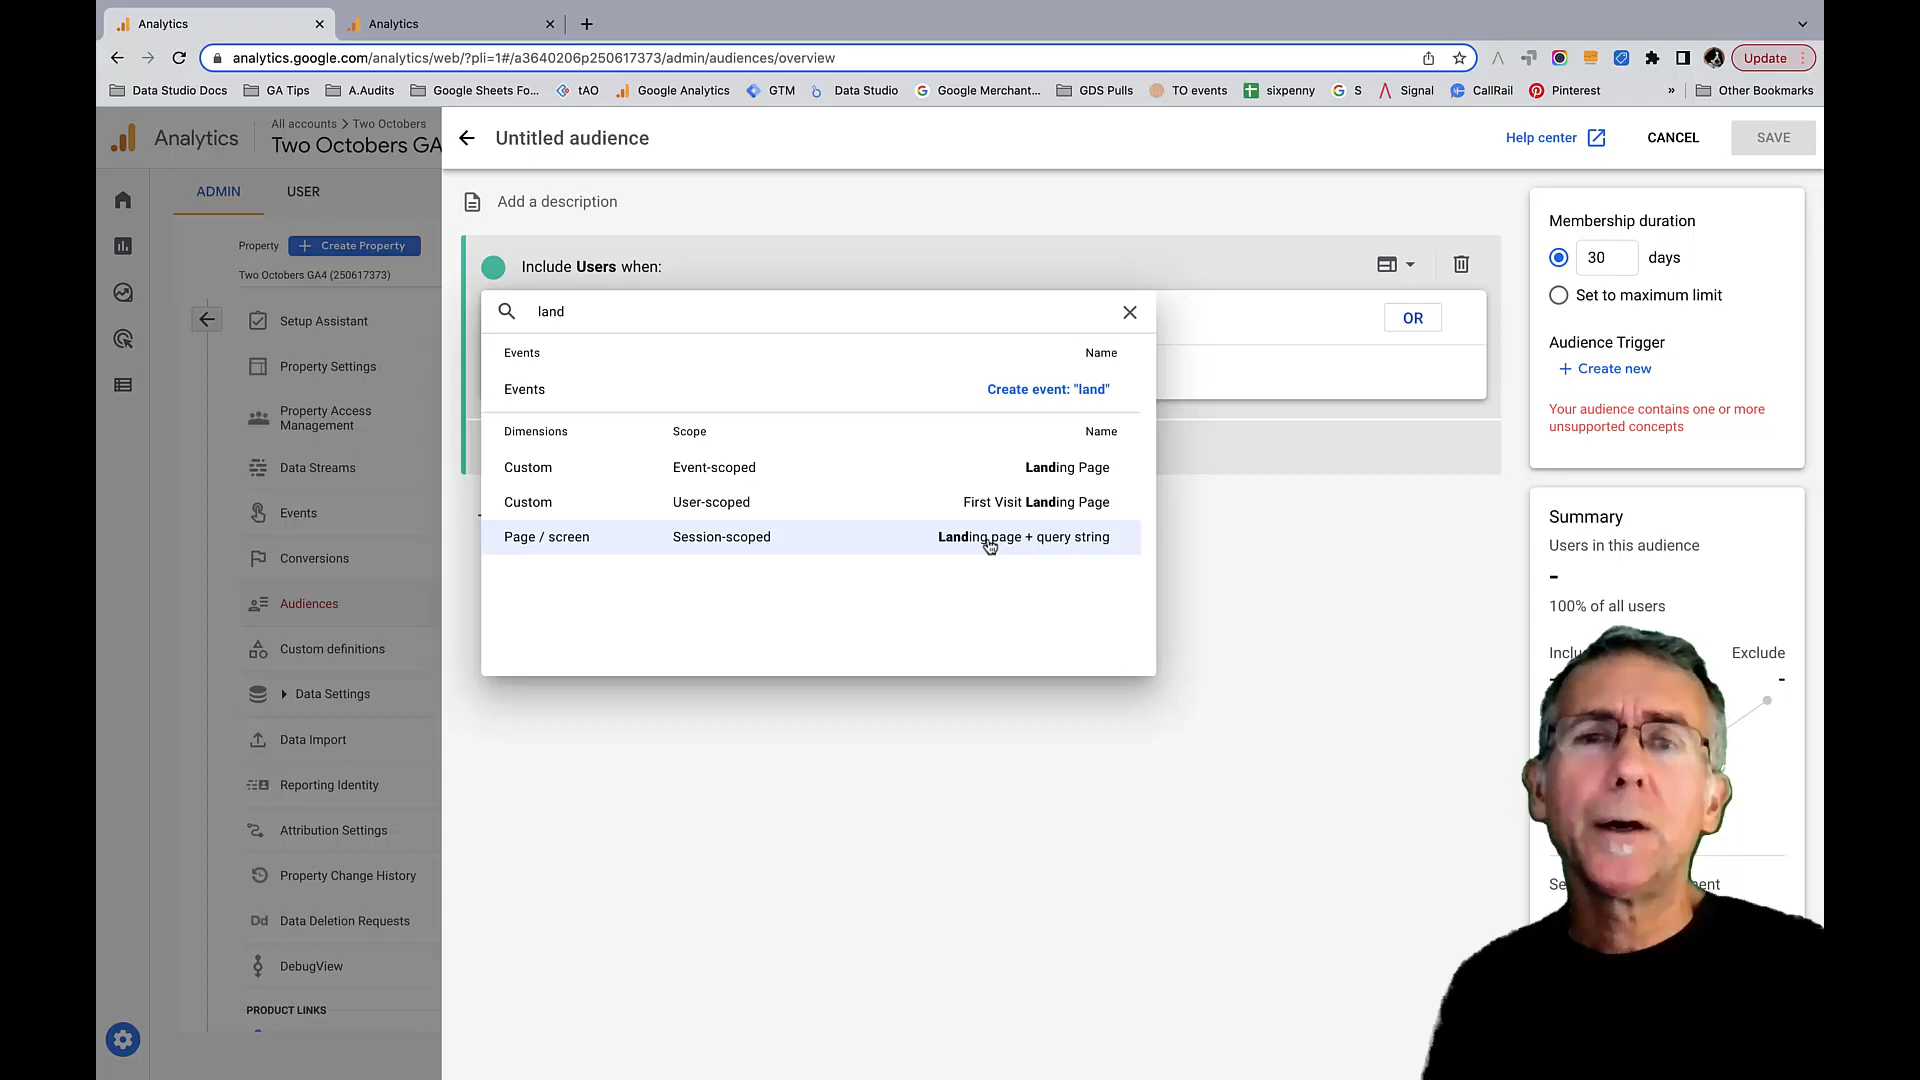 Analytics
Analytics
analytics.google.com/analytics/web/?pli=1#/a3640206p250617373/admin/audiences/overview
Update
Data Studio Docs
GA Tips
A.Audits
Google Sheets Fo...
tAO
Google Analytics
GTM
Data Studio
Google Merchant...
GDS Pulls
TO events
sixpenny
S
Signal
CallRail
Pinterest
»
Other Bookmarks
Analytics
All accounts > Two Octobers
Two Octobers GA
Untitled audience
Help center
CANCEL
SAVE
ADMIN
USER
Property
+ Create Property
Two Octobers GA4 (250617373)
Setup Assistant
Property Settings
Property Access
Management
Data Streams
Events
Conversions
Audiences
Custom definitions
Data Settings
Data Import
Reporting Identity
Attribution Settings
Property Change History
Dd Data Deletion Requests
DebugView
PRODUCT LINKS
Add a description
Include Users when:
land
OR
Events Name
Events Create event: "land"
Dimensions Scope Name
Custom Event-scoped Landing Page
Custom User-scoped First Visit Landing Page
Page / screen Session-scoped Landing page + query string
Membership duration
30 days
Set to maximum limit
Audience Trigger
+ Create new
Your audience contains one or more
unsupported concepts
Summary
Users in this audience
-
100% of all users
Exclude
-